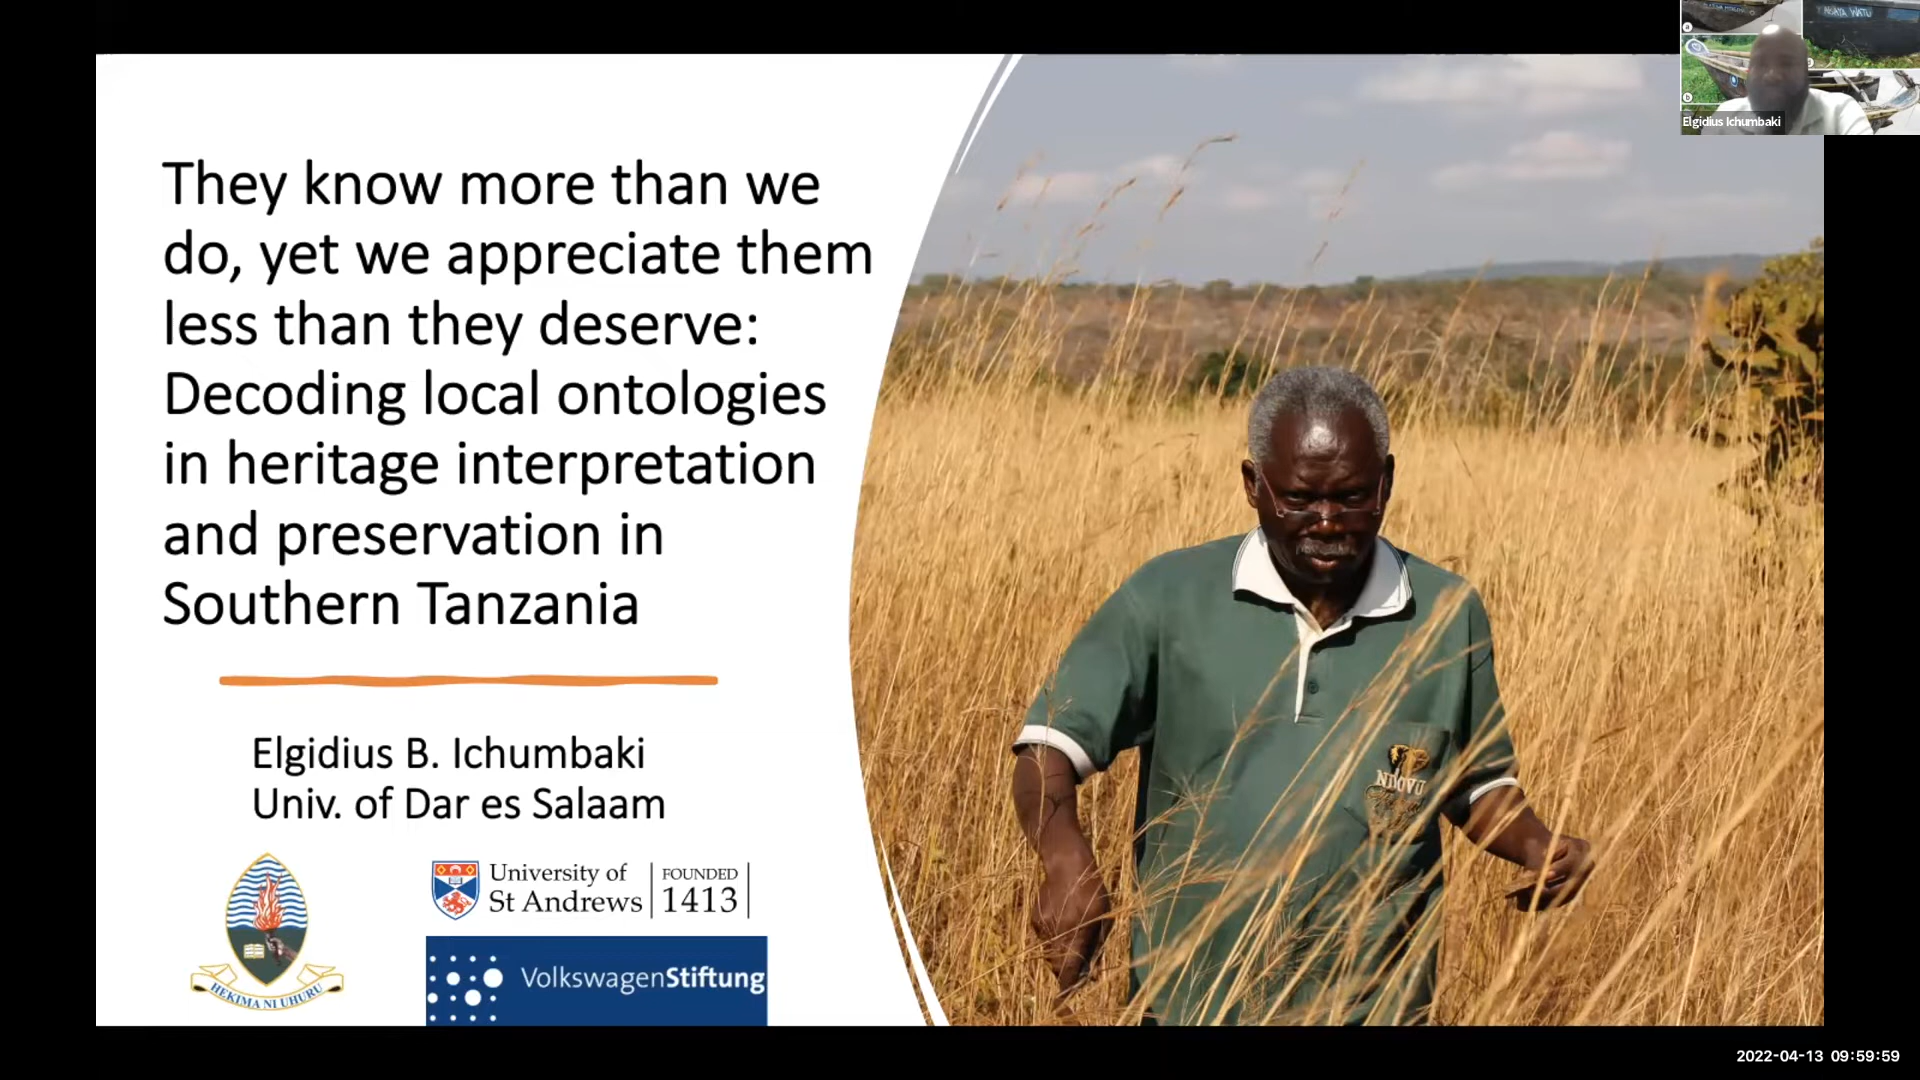 They know more than we
do, yet we appreciate them
less than they deserve:
Decoding local ontologies
in heritage interpretation
and preservation in
Southern Tanzania
Elgidius B. Ichumbaki
Univ. of Dar es Salaam
HEKIMA NI UHURU
University of
St Andrews
FOUNDED
1413
VolkswagenStiftung
NDOVU
WATU
Elgidius Ichumbaki
2022-04-13 09:59:59